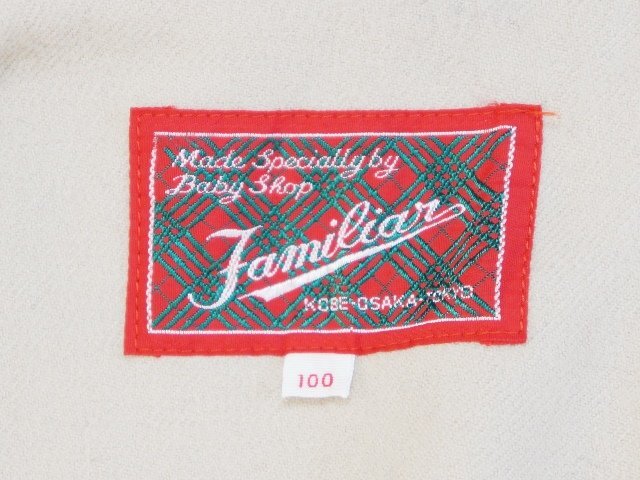 Made Specially by
Baby Shop
Familiar
KOBE-OSAKA-TOKYO
100